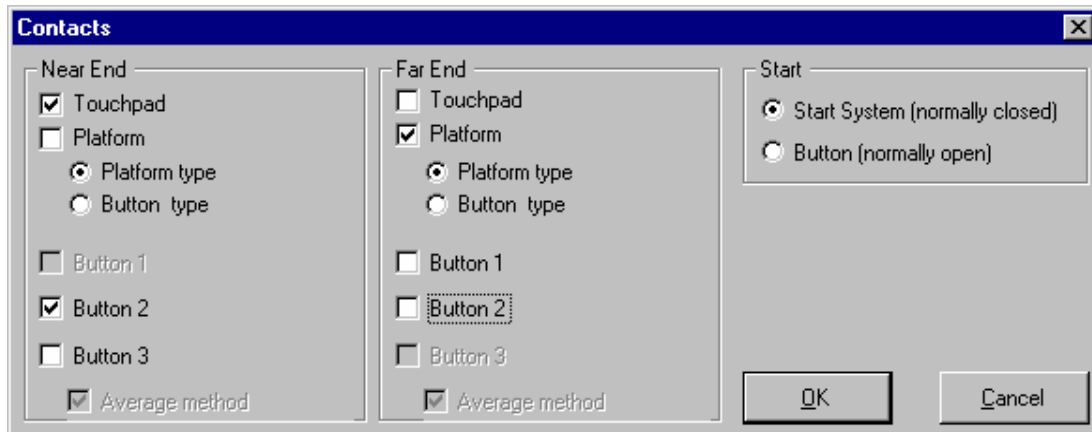 Contacts
Near End
Touchpad
Platform
Platform type
Button type
Button 1
Button 2
Button 3
Average method
Far End
Touchpad
Platform
Platform type
Button type
Button 1
Button 2
Button 3
Average method
Start
Start System (normally closed)
Button (normally open)
OK
Cancel